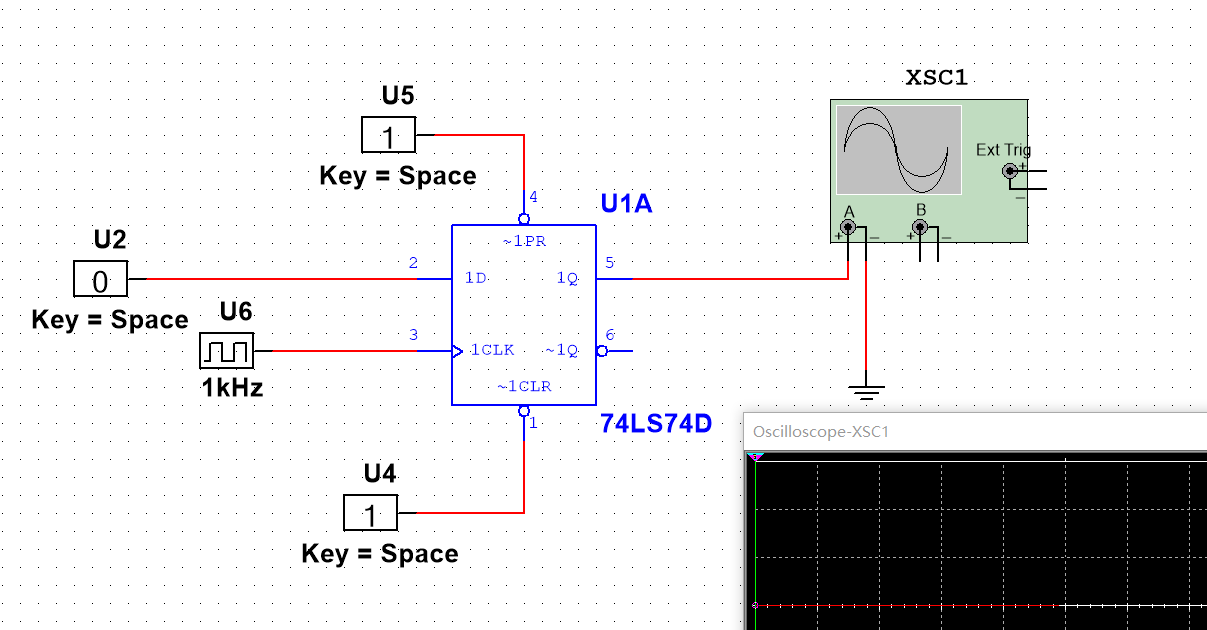 XSC1
U5
1
Key = Space
Ext Trig
+
_
A
B
+
_
+
_
4
U1A
~1PR
U2
0
Key = Space
2
1D
1Q
5
U6
1kHz
3
1CLK
~1Q
6
~1CLR
1
74LS74D
U4
1
Key = Space
Oscilloscope-XSC1